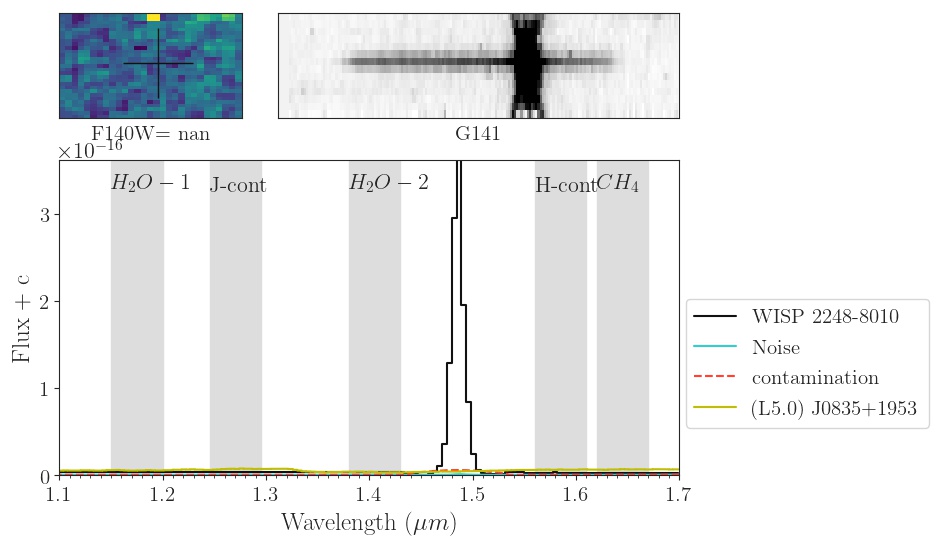 F140W= nan
G141
×10⁻¹⁶
H₂O − 1
J-cont
H₂O − 2
H-cont
CH₄
3
2
1
0
Flux + c
1.1
1.2
1.3
1.4
1.5
1.6
1.7
Wavelength (μm)
WISP 2248-8010
Noise
contamination
(L5.0) J0835+1953